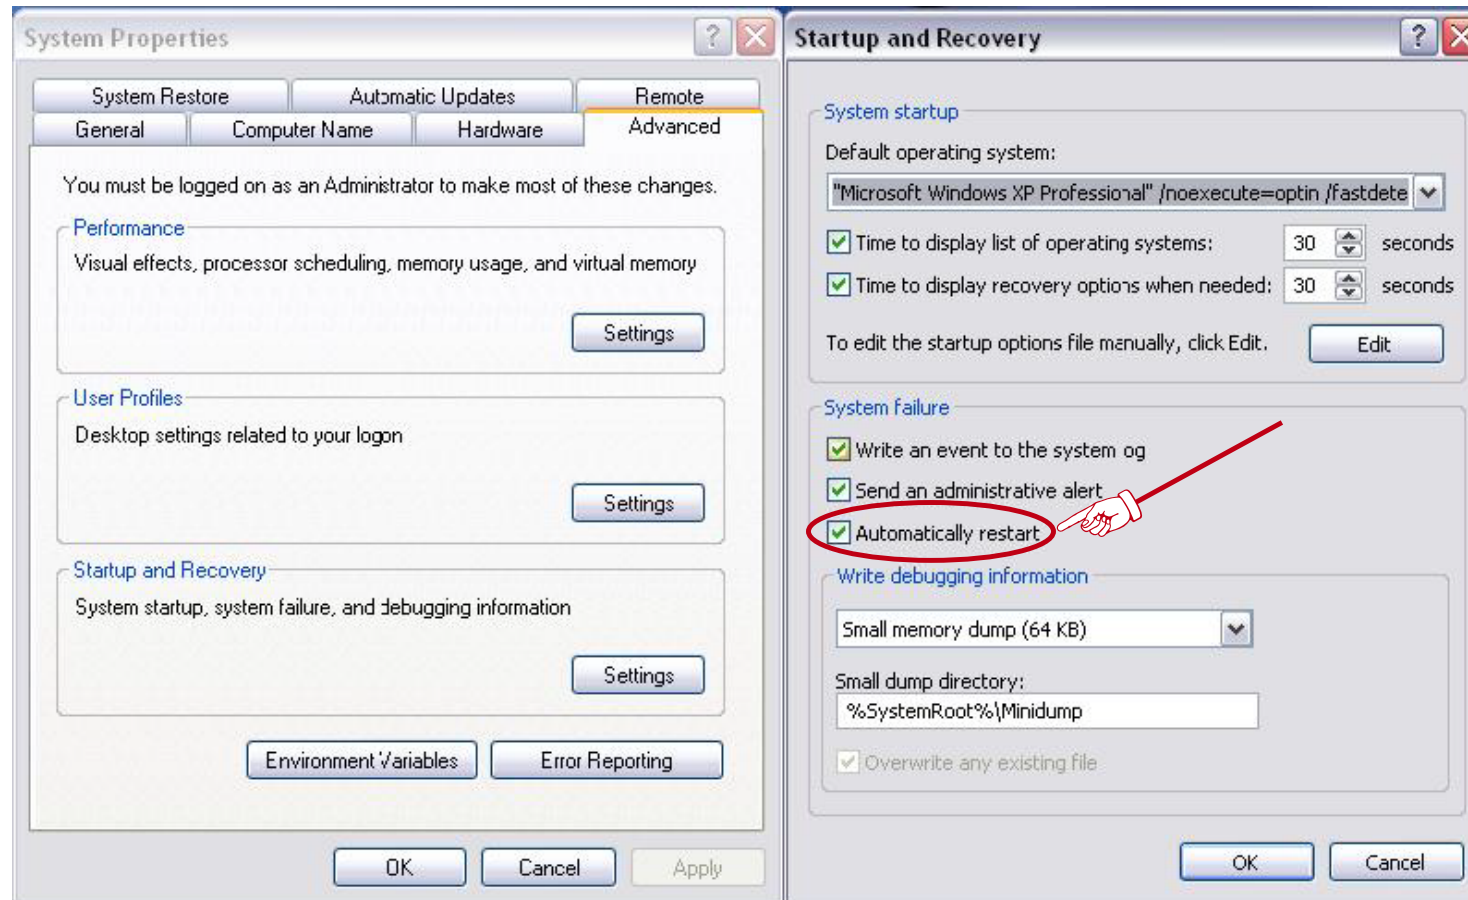 System Properties
System Restore
Automatic Updates
Remote
General
Computer Name
Hardware
Advanced
You must be logged on as an Administrator to make most of these changes.
Performance
Visual effects, processor scheduling, memory usage, and virtual memory
Settings
User Profiles
Desktop settings related to your logon
Settings
Startup and Recovery
System startup, system failure, and debugging information
Settings
Environment Variables
Error Reporting
OK
Cancel
Apply
Startup and Recovery
System startup
Default operating system:
"Microsoft Windows XP Professional" /noexecute=optin /fastdete
Time to display list of operating systems:
30
seconds
Time to display recovery options when needed:
30
seconds
To edit the startup options file manually, click Edit.
Edit
System failure
Write an event to the system og
Send an administrative alert
Automatically restart
Write debugging information
Small memory dump (64 KB)
Small dump directory:
%SystemRoot%\Minidump
Overwrite any existing file
OK
Cancel